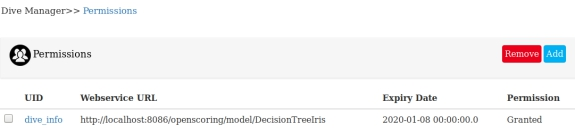 Dive Manager>> Permissions
Permissions Remove Add
UID Webservice URL Expiry Date Permission
dive_info http://localhost:8086/openscoring/model/DecisionTreeIris 2020-01-08 00:00:00.0 Granted